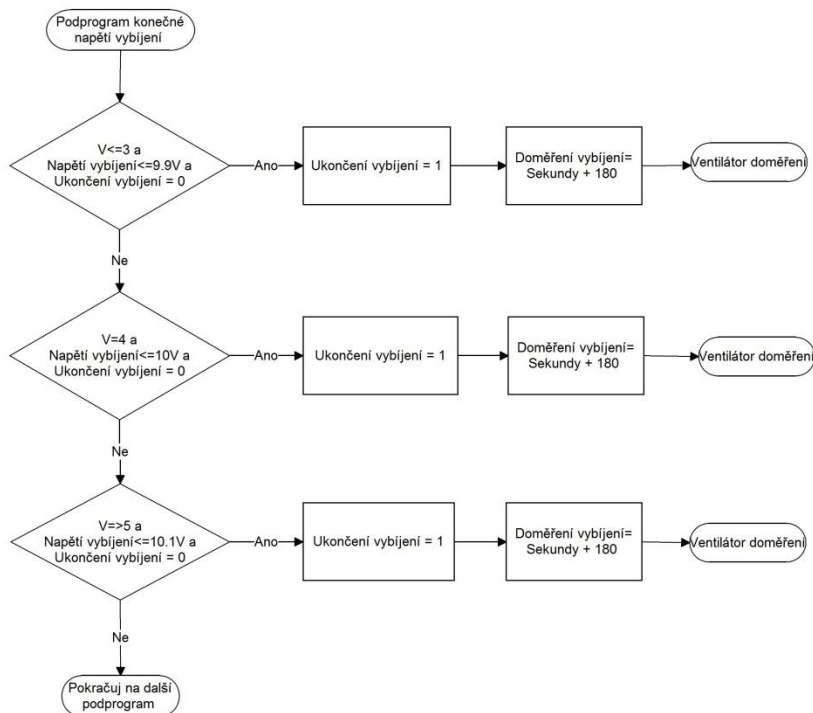 Podprogram konečné
napětí vybíjení
V<=3 a
Napětí vybíjení<=9.9V a
Ukončení vybíjení = 0
Ano
Ukončení vybíjení = 1
Doměření vybíjení=
Sekundy + 180
Ventilátor doměření
Ne
V=4 a
Napětí vybíjení<=10V a
Ukončení vybíjení = 0
Ano
Ukončení vybíjení = 1
Doměření vybíjení=
Sekundy + 180
Ventilátor doměření
Ne
V=>5 a
Napětí vybíjení<=10.1V a
Ukončení vybíjení = 0
Ano
Ukončení vybíjení = 1
Doměření vybíjení=
Sekundy + 180
Ventilátor doměření
Ne
Pokračuj na další
podprogram